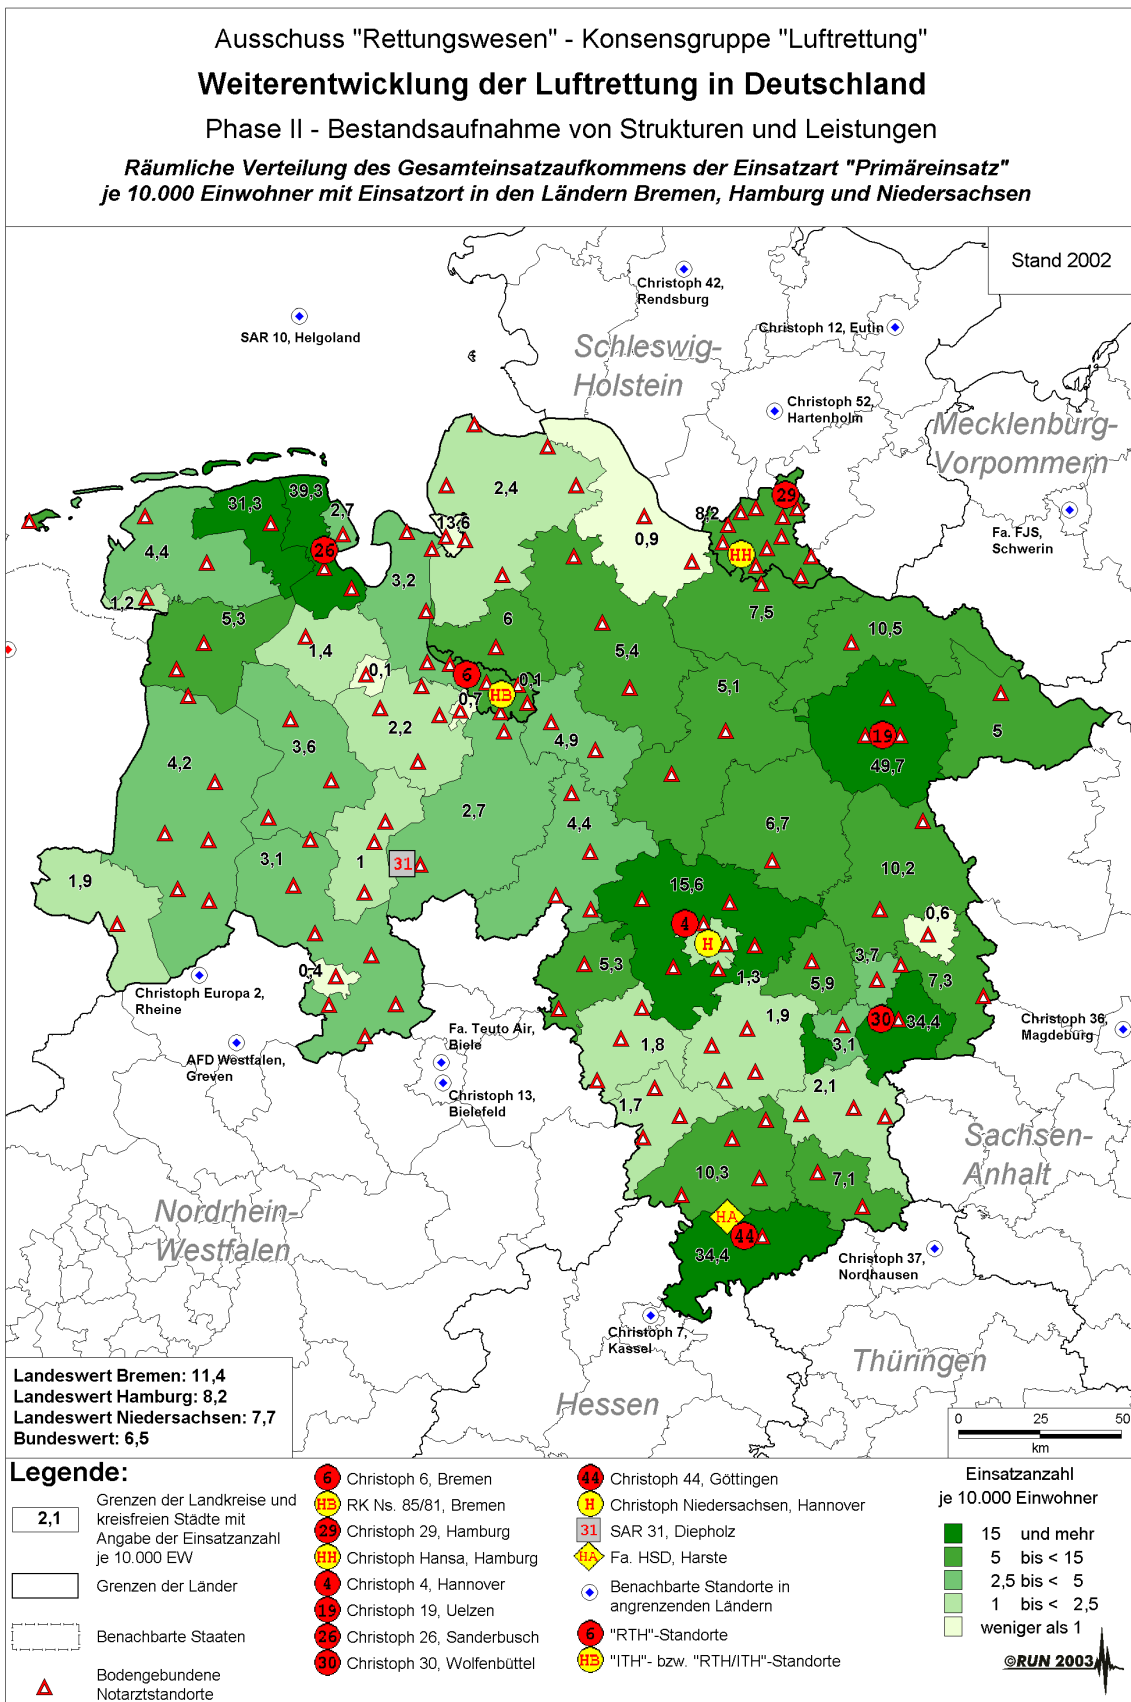 Ausschuss "Rettungswesen" - Konsensgruppe "Luftrettung"
Weiterentwicklung der Luftrettung in Deutschland
Phase II - Bestandsaufnahme von Strukturen und Leistungen
Räumliche Verteilung des Gesamteinsatzaufkommens der Einsatzart "Primäreinsatz"
je 10.000 Einwohner mit Einsatzort in den Ländern Bremen, Hamburg und Niedersachsen
Stand 2002
Christoph 42,
Rendsburg
SAR 10, Helgoland
Christoph 12, Eutin
Schleswig-
Holstein
Christoph 52,
Hartenholm
Mecklenburg-
Vorpommern
Fa. FJS,
Schwerin
39,3
31,3
2,7
2,4
13,6
29
8,2
4,4
26
0,9
HH
3,2
1,2
5,3
6
7,5
10,5
1,4
5,4
0,1
6
0,1
5,1
HB
0,7
2,2
5
3,6
4,9
19
4,2
49,7
2,7
4,4
6,7
3,1
1
31
10,2
1,9
15,6
0,6
4
H
3,7
0,4
5,3
1,3
5,9
7,3
Christoph Europa 2,
Rheine
1,9
30
34,4
Christoph 36,
Magdeburg
Fa. Teuto Air,
Biele
1,8
3,1
AFD Westfalen,
Greven
Christoph 13,
Bielefeld
2,1
1,7
Sachsen-
Anhalt
10,3
7,1
Nordrhein-
Westfalen
HA
44
34,4
Christoph 37,
Nordhausen
Christoph 7,
Kassel
Thüringen
Hessen
Landeswert Bremen: 11,4
Landeswert Hamburg: 8,2
Landeswert Niedersachsen: 7,7
Bundeswert: 6,5
0 25 50
km
Legende:
2,1
Grenzen der Landkreise und
kreisfreien Städte mit
Angabe der Einsatzanzahl
je 10.000 EW
Grenzen der Länder
Benachbarte Staaten
Bodengebundene
Notarztstandorte
6 Christoph 6, Bremen
HB RK Ns. 85/81, Bremen
29 Christoph 29, Hamburg
HH Christoph Hansa, Hamburg
4 Christoph 4, Hannover
19 Christoph 19, Uelzen
26 Christoph 26, Sanderbusch
30 Christoph 30, Wolfenbüttel
44 Christoph 44, Göttingen
H Christoph Niedersachsen, Hannover
31 SAR 31, Diepholz
HA Fa. HSD, Harste
Benachbarte Standorte in
angrenzenden Ländern
6 "RTH"-Standorte
HB "ITH"- bzw. "RTH/ITH"-Standorte
Einsatzanzahl
je 10.000 Einwohner
15 und mehr
5 bis < 15
2,5 bis < 5
1 bis < 2,5
weniger als 1
©RUN 2003